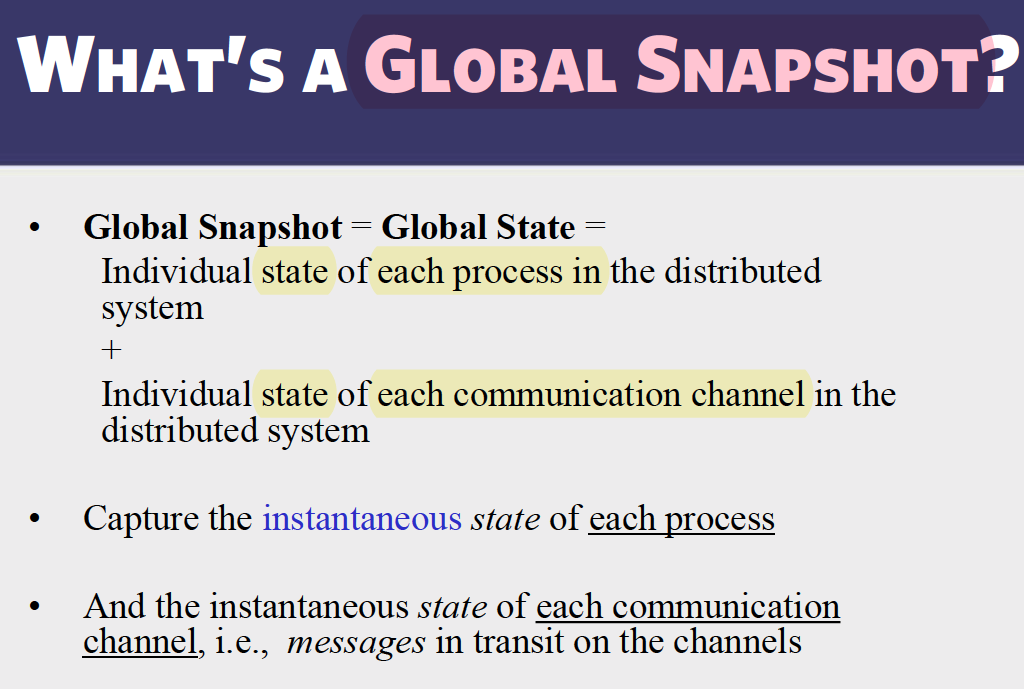 WHAT'S A GLOBAL SNAPSHOT?
• Global Snapshot = Global State =
Individual state of each process in the distributed
system
+
Individual state of each communication channel in the
distributed system
• Capture the instantaneous state of each process
• And the instantaneous state of each communication
channel, i.e., messages in transit on the channels